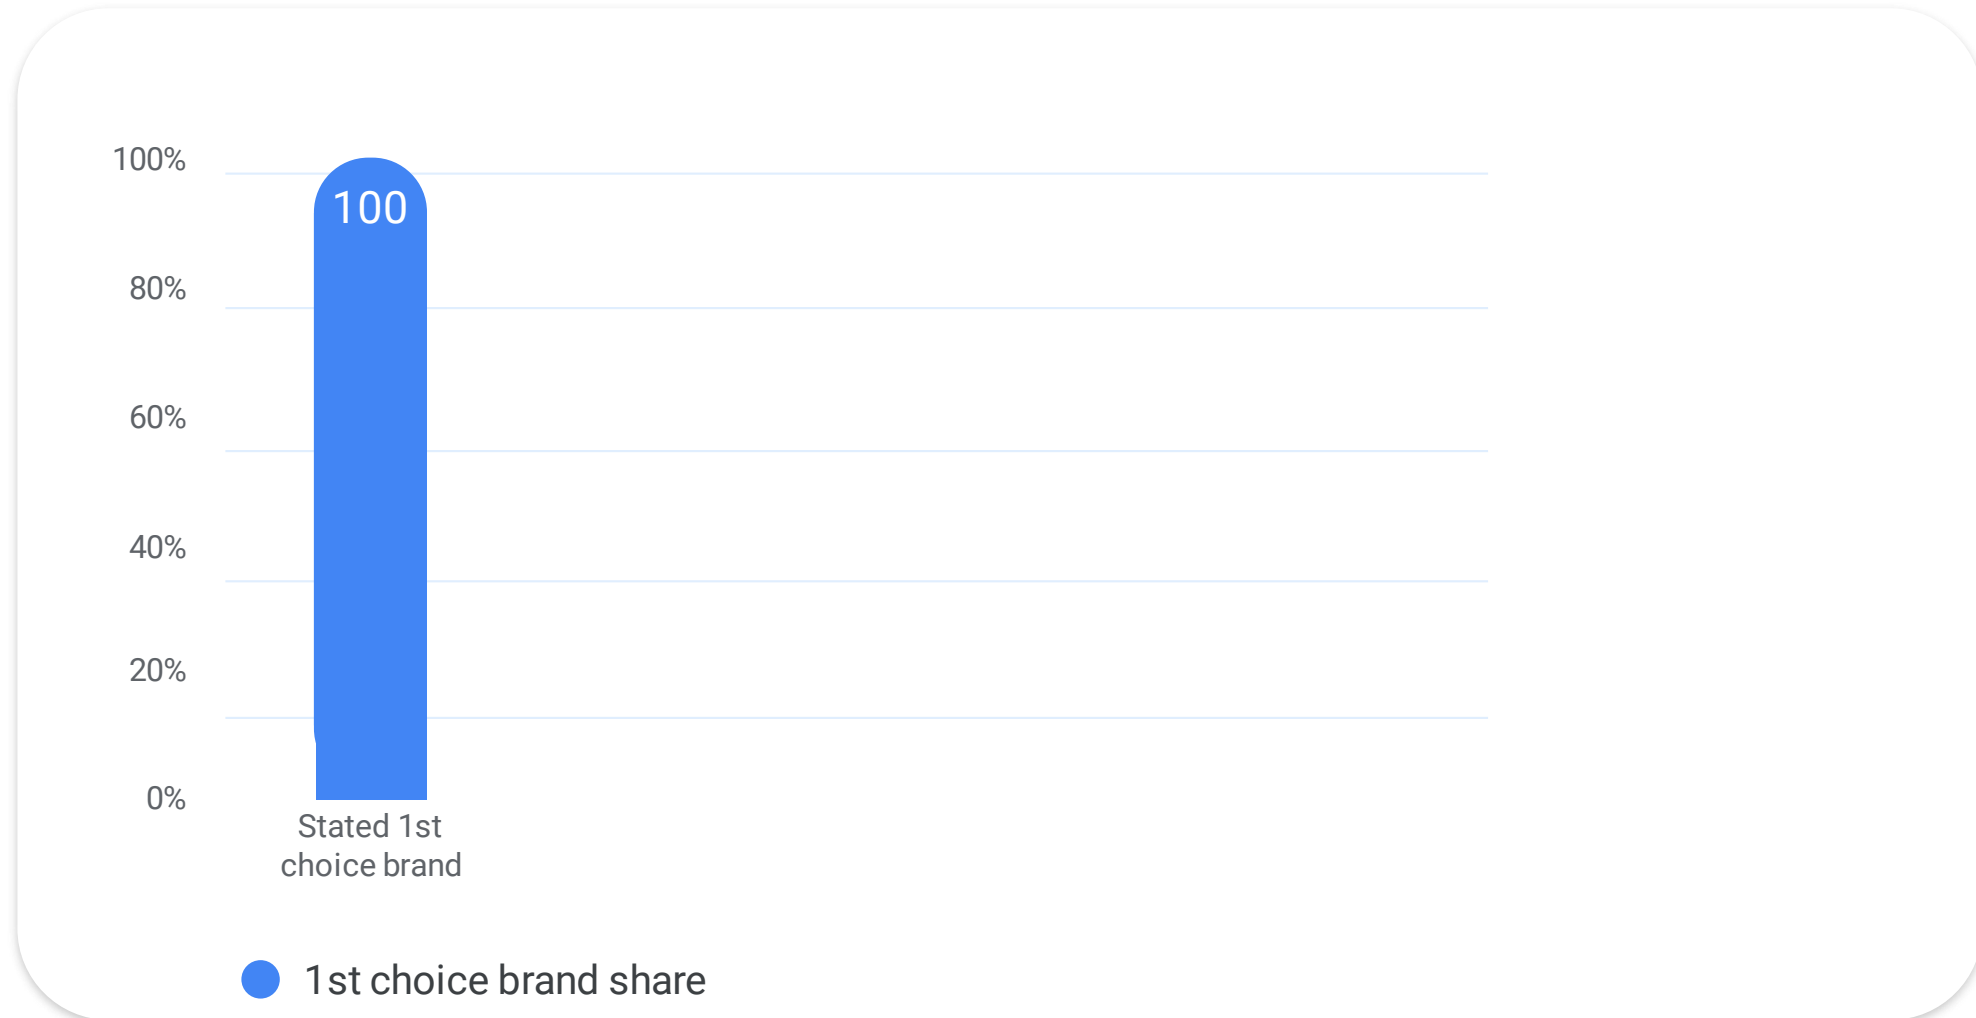 100%
100
80%
60%
40%
20%
0%
Stated 1st
choice brand
1st choice brand share